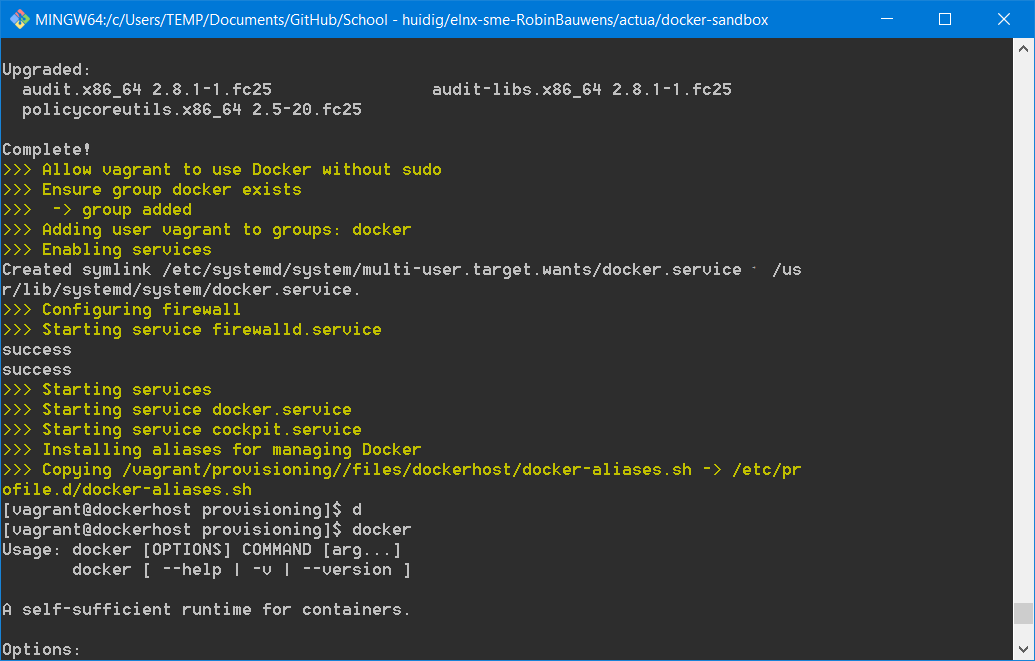 MINGW64:/c/Users/TEMP/Documents/GitHub/School - huidig/elnx-sme-RobinBauwens/actua/docker-sandbox
Upgraded:
  audit.x86_64 2.8.1-1.fc25                audit-libs.x86_64 2.8.1-1.fc25
  policycoreutils.x86_64 2.5-20.fc25
Complete!
>>> Allow vagrant to use Docker without sudo
>>> Ensure group docker exists
>>>  -> group added
>>> Adding user vagrant to groups: docker
>>> Enabling services
Created symlink /etc/systemd/system/multi-user.target.wants/docker.service /us
r/lib/systemd/system/docker.service.
>>> Configuring firewall
>>> Starting service firewalld.service
success
success
>>> Starting services
>>> Starting service docker.service
>>> Starting service cockpit.service
>>> Installing aliases for managing Docker
>>> Copying /vagrant/provisioning//files/dockerhost/docker-aliases.sh -> /etc/pr
ofile.d/docker-aliases.sh
[vagrant@dockerhost provisioning]$ d
[vagrant@dockerhost provisioning]$ docker
Usage: docker [OPTIONS] COMMAND [arg...]
       docker [ --help | -v | --version ]
A self-sufficient runtime for containers.
Options: